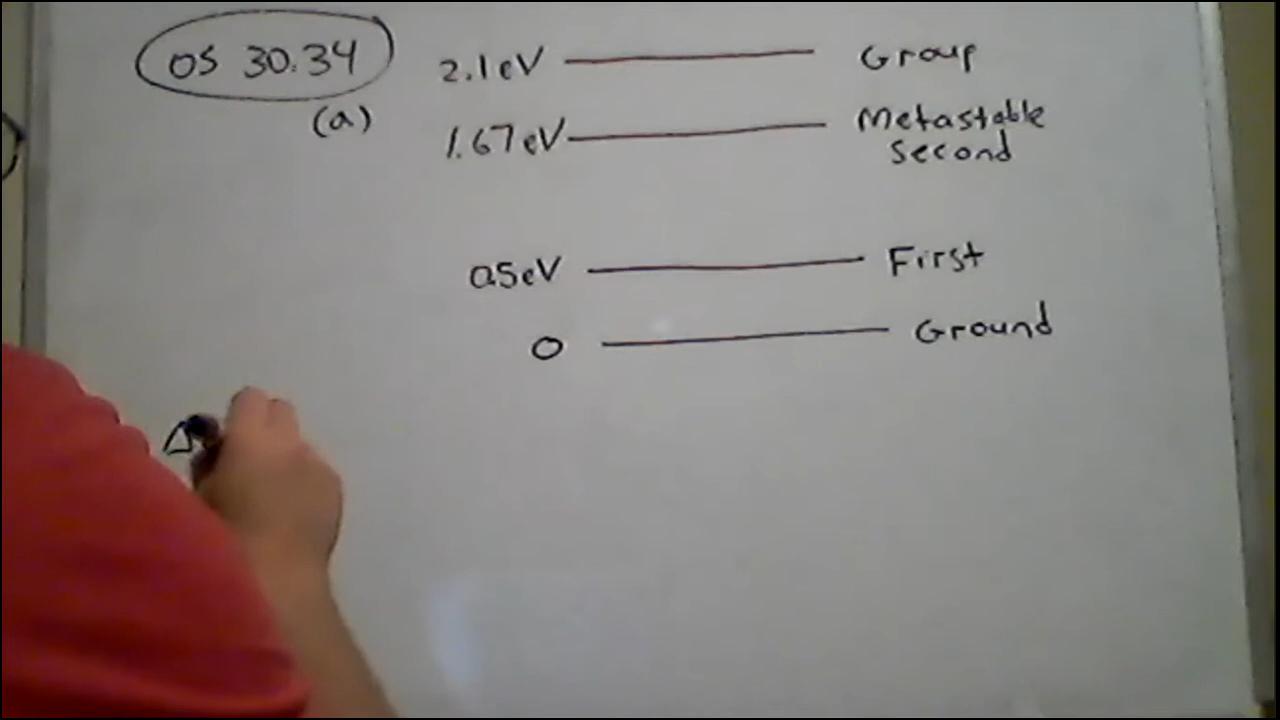 OS 30.34
(a)
2.1eV Group
1.67eV Metastable
second
0.5eV First
0 Ground
Δ